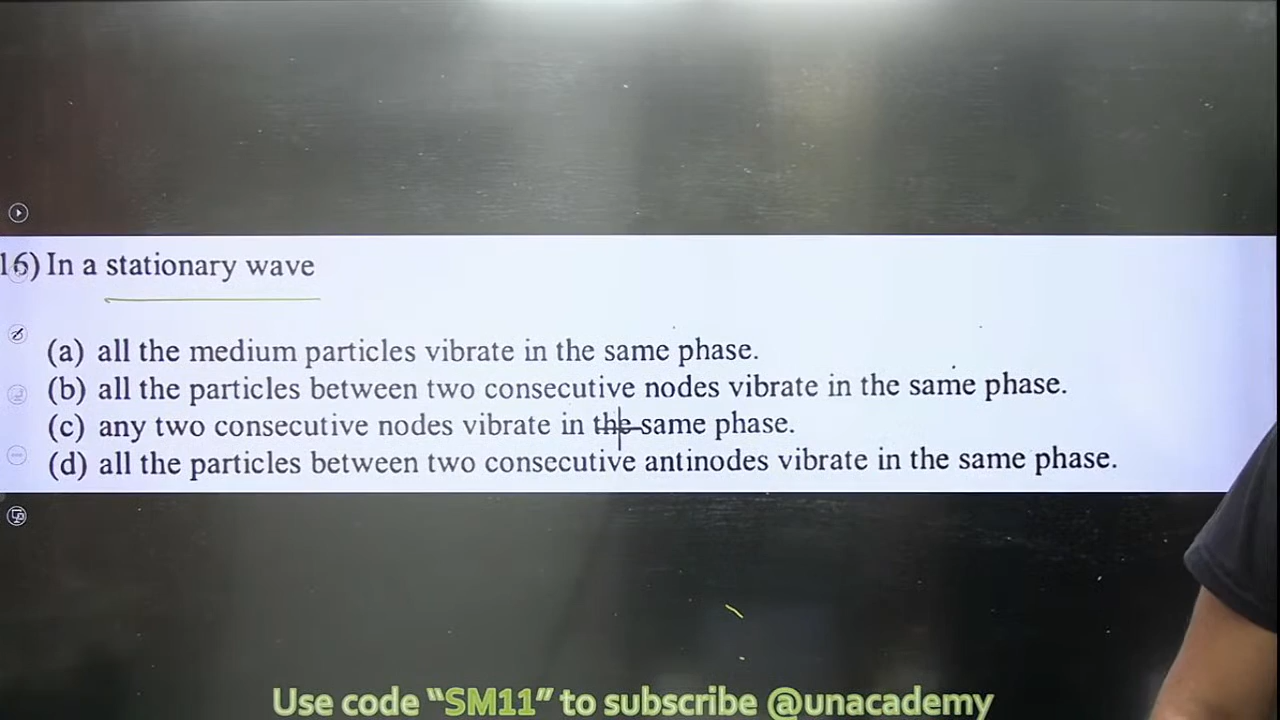 16) In a stationary wave
(a) all the medium particles vibrate in the same phase.
(b) all the particles between two consecutive nodes vibrate in the same phase.
(c) any two consecutive nodes vibrate in the same phase.
(d) all the particles between two consecutive antinodes vibrate in the same phase.
Use code "SM11" to subscribe @unacademy